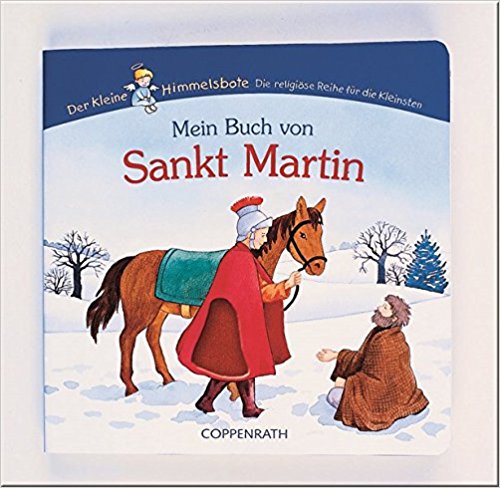 Der Kleine Himmelsbote Die religiöse Reihe für die Kleinsten
Mein Buch von
Sankt Martin
COPPENRATH